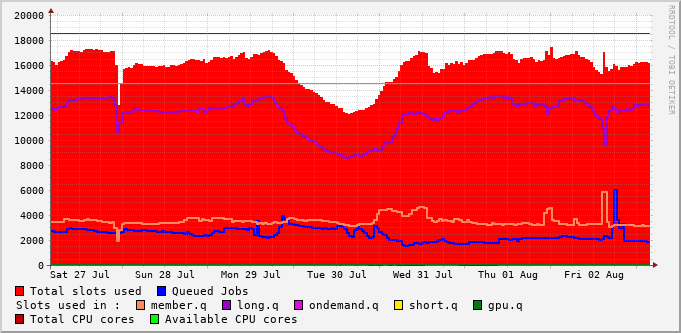 20000
18000
16000
14000
12000
10000
8000
6000
4000
2000
0
Sat 27 Jul Sun 28 Jul Mon 29 Jul Tue 30 Jul Wed 31 Jul Thu 01 Aug Fri 02 Aug
Total slots used Queued Jobs
Slots used in : member.q long.q ondemand.q short.q gpu.q
Total CPU cores Available CPU cores
RRDTOOL / TOBI OETIKER